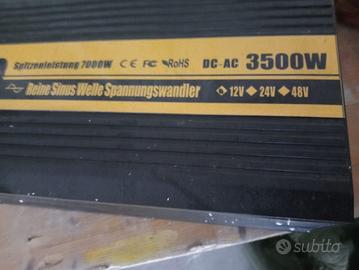 Spitzenleistung 7000W CE FC RoHS DC-AC 3500W
Reine Sinus Welle Spannungswandler 12V ◆ 24V ◆ 48V
subito